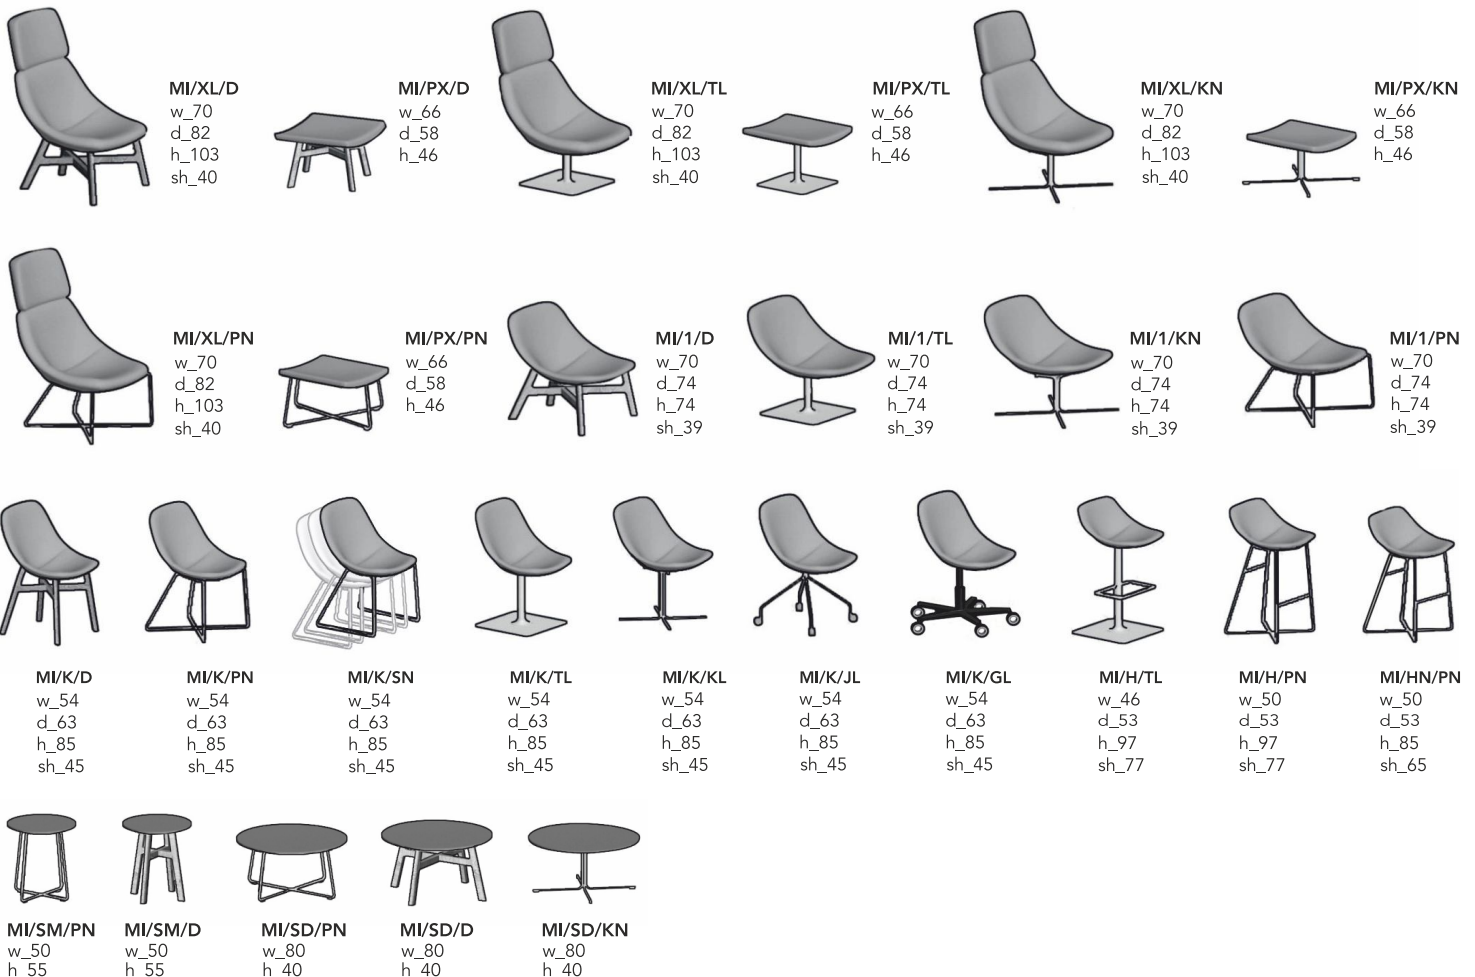 MI/XL/D
w_70
d_82
h_103
sh_40
MI/PX/D
w_66
d_58
h_46
MI/XL/TL
w_70
d_82
h_103
sh_40
MI/PX/TL
w_66
d_58
h_46
MI/XL/KN
w_70
d_82
h_103
sh_40
MI/PX/KN
w_66
d_58
h_46
MI/XL/PN
w_70
d_82
h_103
sh_40
MI/PX/PN
w_66
d_58
h_46
MI/1/D
w_70
d_74
h_74
sh_39
MI/1/TL
w_70
d_74
h_74
sh_39
MI/1/KN
w_70
d_74
h_74
sh_39
MI/1/PN
w_70
d_74
h_74
sh_39
MI/K/D
w_54
d_63
h_85
sh_45
MI/K/PN
w_54
d_63
h_85
sh_45
MI/K/SN
w_54
d_63
h_85
sh_45
MI/K/TL
w_54
d_63
h_85
sh_45
MI/K/KL
w_54
d_63
h_85
sh_45
MI/K/JL
w_54
d_63
h_85
sh_45
MI/K/GL
w_54
d_63
h_85
sh_45
MI/H/TL
w_46
d_53
h_97
sh_77
MI/H/PN
w_50
d_53
h_97
sh_77
MI/HN/PN
w_50
d_53
h_85
sh_65
MI/SM/PN
w_50
h_55
MI/SM/D
w_50
h_55
MI/SD/PN
w_80
h_40
MI/SD/D
w_80
h_40
MI/SD/KN
w_80
h_40